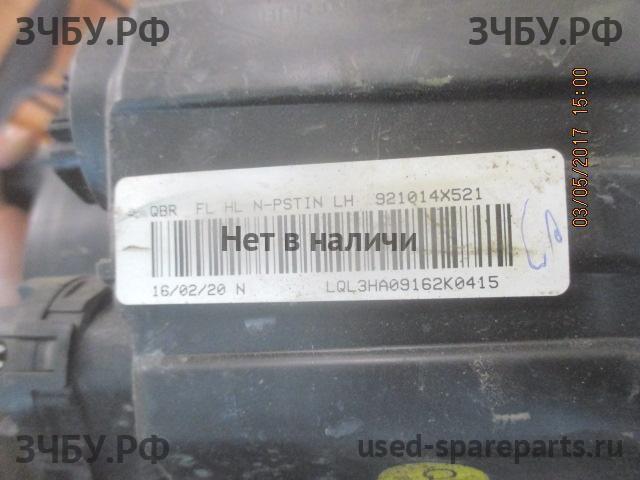 ЗЧБУ.РФ
ЗЧБУ.РФ
03/05/2017 15:00
QBR FL HL N-PSTIN LH 921014X521
Нет в наличи
16/02/20 N LQL3HA09162K0415
ЗЧБУ.РФ
used-spareparts.ru